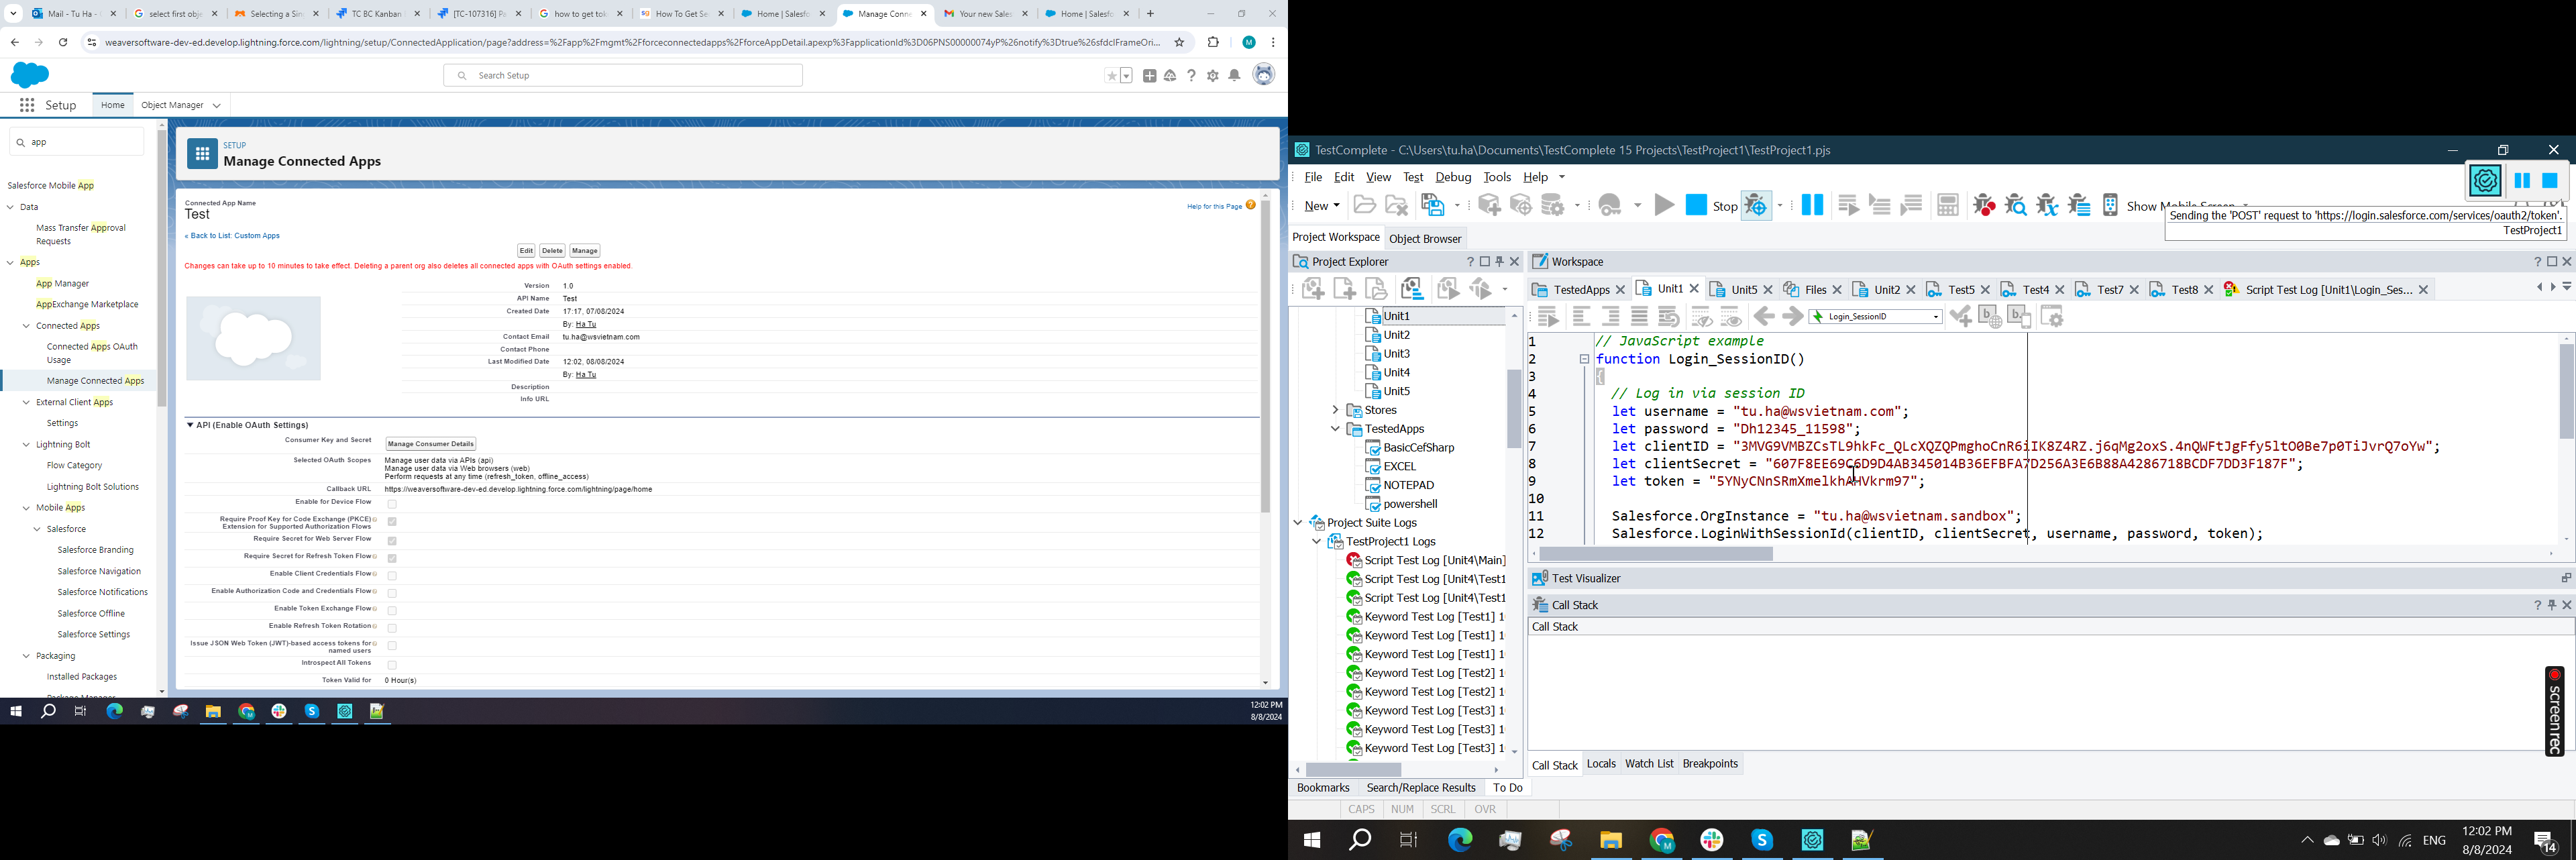 Mail - Tu Ha -
select first obje
Selecting a Sin
TC BC Kanban
[TC-107316] Pa
how to get tok
How To Get Se
Home | Salesfo
Manage Conne
Your new Sales
Home | Salesfo
weaversoftware-dev-ed.develop.lightning.force.com/lightning/setup/ConnectedApplication/page?address=%2Fapp%2Fmgmt%2Fforceconnectedapps%2FforceAppDetail.apexp%3FapplicationId%3D06PNS00000074yP%26notify%3Dtrue%26sfdcIFrameOri...
M
Search Setup
Setup
Home
Object Manager
app
Salesforce Mobile App
Data
Mass Transfer Approval
Requests
Apps
App Manager
AppExchange Marketplace
Connected Apps
Connected Apps OAuth
Usage
Manage Connected Apps
External Client Apps
Settings
Lightning Bolt
Flow Category
Lightning Bolt Solutions
Mobile Apps
Salesforce
Salesforce Branding
Salesforce Navigation
Salesforce Notifications
Salesforce Offline
Salesforce Settings
Packaging
Installed Packages
SETUP
Manage Connected Apps
Connected App Name
Test
Help for this Page
« Back to List: Custom Apps
Edit Delete Manage
Changes can take up to 10 minutes to take effect. Deleting a parent org also deletes all connected apps with OAuth settings enabled.
Version 1.0
API Name Test
Created Date 17:17, 07/08/2024
By: Ha Tu
Contact Email tu.ha@wsvietnam.com
Contact Phone
Last Modified Date 12:02, 08/08/2024
By: Ha Tu
Description
Info URL
API (Enable OAuth Settings)
Consumer Key and Secret Manage Consumer Details
Selected OAuth Scopes Manage user data via APIs (api)
Manage user data via Web browsers (web)
Perform requests at any time (refresh_token, offline_access)
Callback URL https://weaversoftware-dev-ed.develop.lightning.force.com/lightning/page/home
Enable for Device Flow
Require Proof Key for Code Exchange (PKCE)
Extension for Supported Authorization Flows
Require Secret for Web Server Flow
Require Secret for Refresh Token Flow
Enable Client Credentials Flow
Enable Authorization Code and Credentials Flow
Enable Token Exchange Flow
Enable Refresh Token Rotation
Issue JSON Web Token (JWT)-based access tokens for
named users
Introspect All Tokens
Token Valid for 0 Hour(s)
12:02 PM
8/8/2024
TestComplete - C:\Users\tu.ha\Documents\TestComplete 15 Projects\TestProject1\TestProject1.pjs
File Edit View Test Debug Tools Help
New
Stop
Show Mobile Screen
Sending the 'POST' request to 'https://login.salesforce.com/services/oauth2/token'.
TestProject1
Project Workspace Object Browser
Project Explorer
Workspace
TestedApps Unit1 Unit5 Files Unit2 Test5 Test4 Test7 Test8 Script Test Log [Unit1\Login_Ses...
Login_SessionID
Unit1
Unit2
Unit3
Unit4
Unit5
Stores
TestedApps
BasicCefSharp
EXCEL
NOTEPAD
powershell
Project Suite Logs
TestProject1 Logs
Script Test Log [Unit4\Main]
Script Test Log [Unit4\Test1
Script Test Log [Unit4\Test1
Keyword Test Log [Test1] 1
Keyword Test Log [Test1] 1
Keyword Test Log [Test1] 1
Keyword Test Log [Test2] 1
Keyword Test Log [Test2] 1
Keyword Test Log [Test3] 1
Keyword Test Log [Test3] 1
Keyword Test Log [Test3] 1
1 // JavaScript example
2 function Login_SessionID()
3 {
4 // Log in via session ID
5 let username = "tu.ha@wsvietnam.com";
6 let password = "Dh12345_11598";
7 let clientID = "3MVG9VMBZCsTL9hkFc_QLcXQZQPmghoCnR6iIK8Z4RZ.j6qMg2oxS.4nQWFtJgFfy5ltO0Be7p0TiJvrQ7oYw";
8 let clientSecret = "607F8EE69C6D9D4AB345014B36EFBFA7D256A3E6B88A4286718BCDF7DD3F187F";
9 let token = "5YNyCNnSRmXmelkhAHVkrm97";
10
11 Salesforce.OrgInstance = "tu.ha@wsvietnam.sandbox";
12 Salesforce.LoginWithSessionId(clientID, clientSecret, username, password, token);
Test Visualizer
Call Stack
Call Stack
Call Stack Locals Watch List Breakpoints
Bookmarks Search/Replace Results To Do
CAPS NUM SCRL OVR
screenrec
ENG
12:02 PM
8/8/2024
14